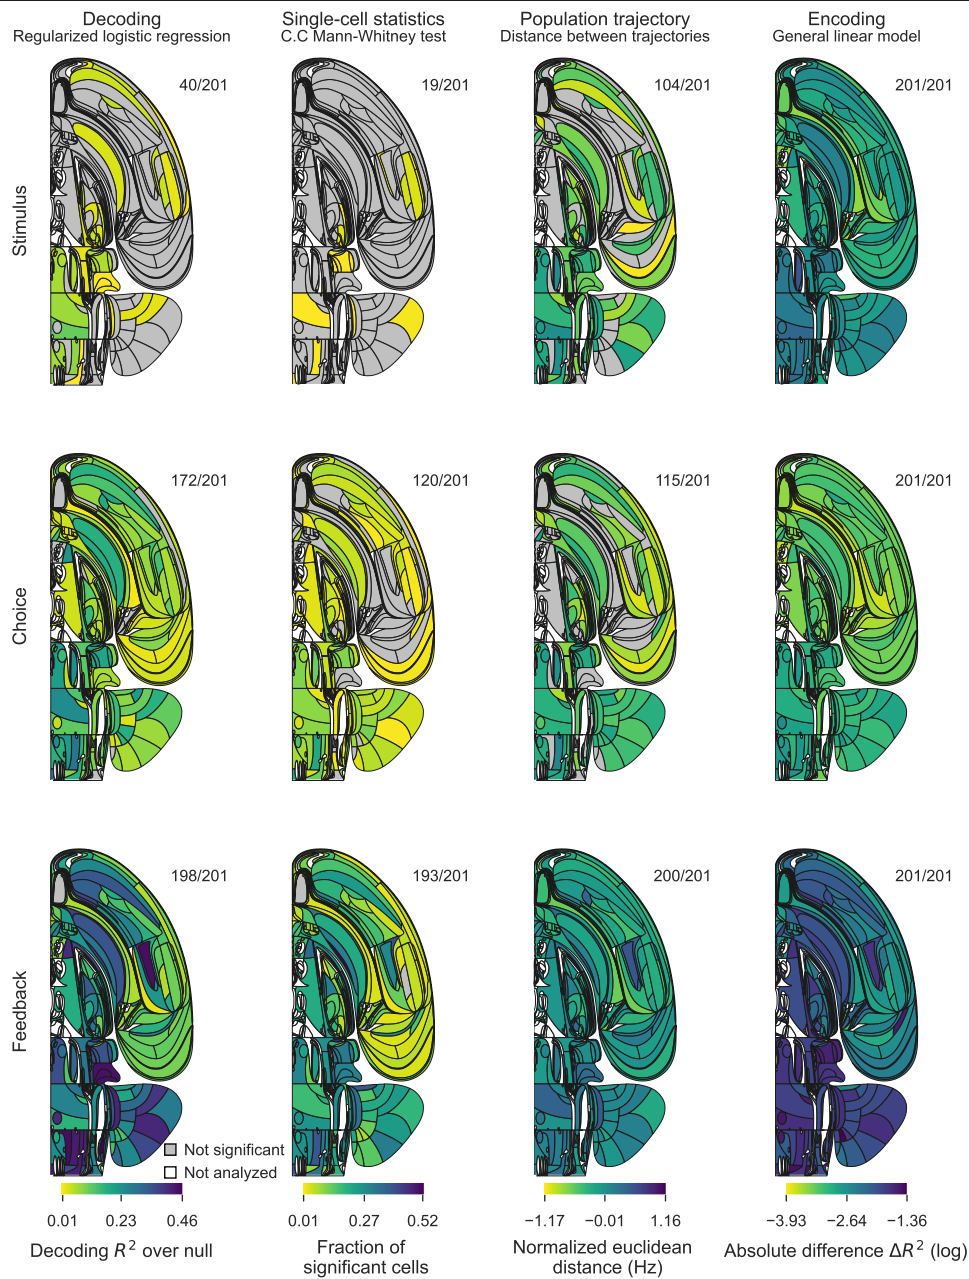 Decoding
Regularized logistic regression
Single-cell statistics
C.C Mann-Whitney test
Population trajectory
Distance between trajectories
Encoding
General linear model
Stimulus
40/201
19/201
104/201
201/201
Choice
172/201
120/201
115/201
201/201
Feedback
198/201
193/201
200/201
201/201
Not significant
Not analyzed
0.01 0.23 0.46
Decoding R² over null
0.01 0.27 0.52
Fraction of
significant cells
−1.17 −0.01 1.16
Normalized euclidean
distance (Hz)
−3.93 −2.64 −1.36
Absolute difference ΔR² (log)